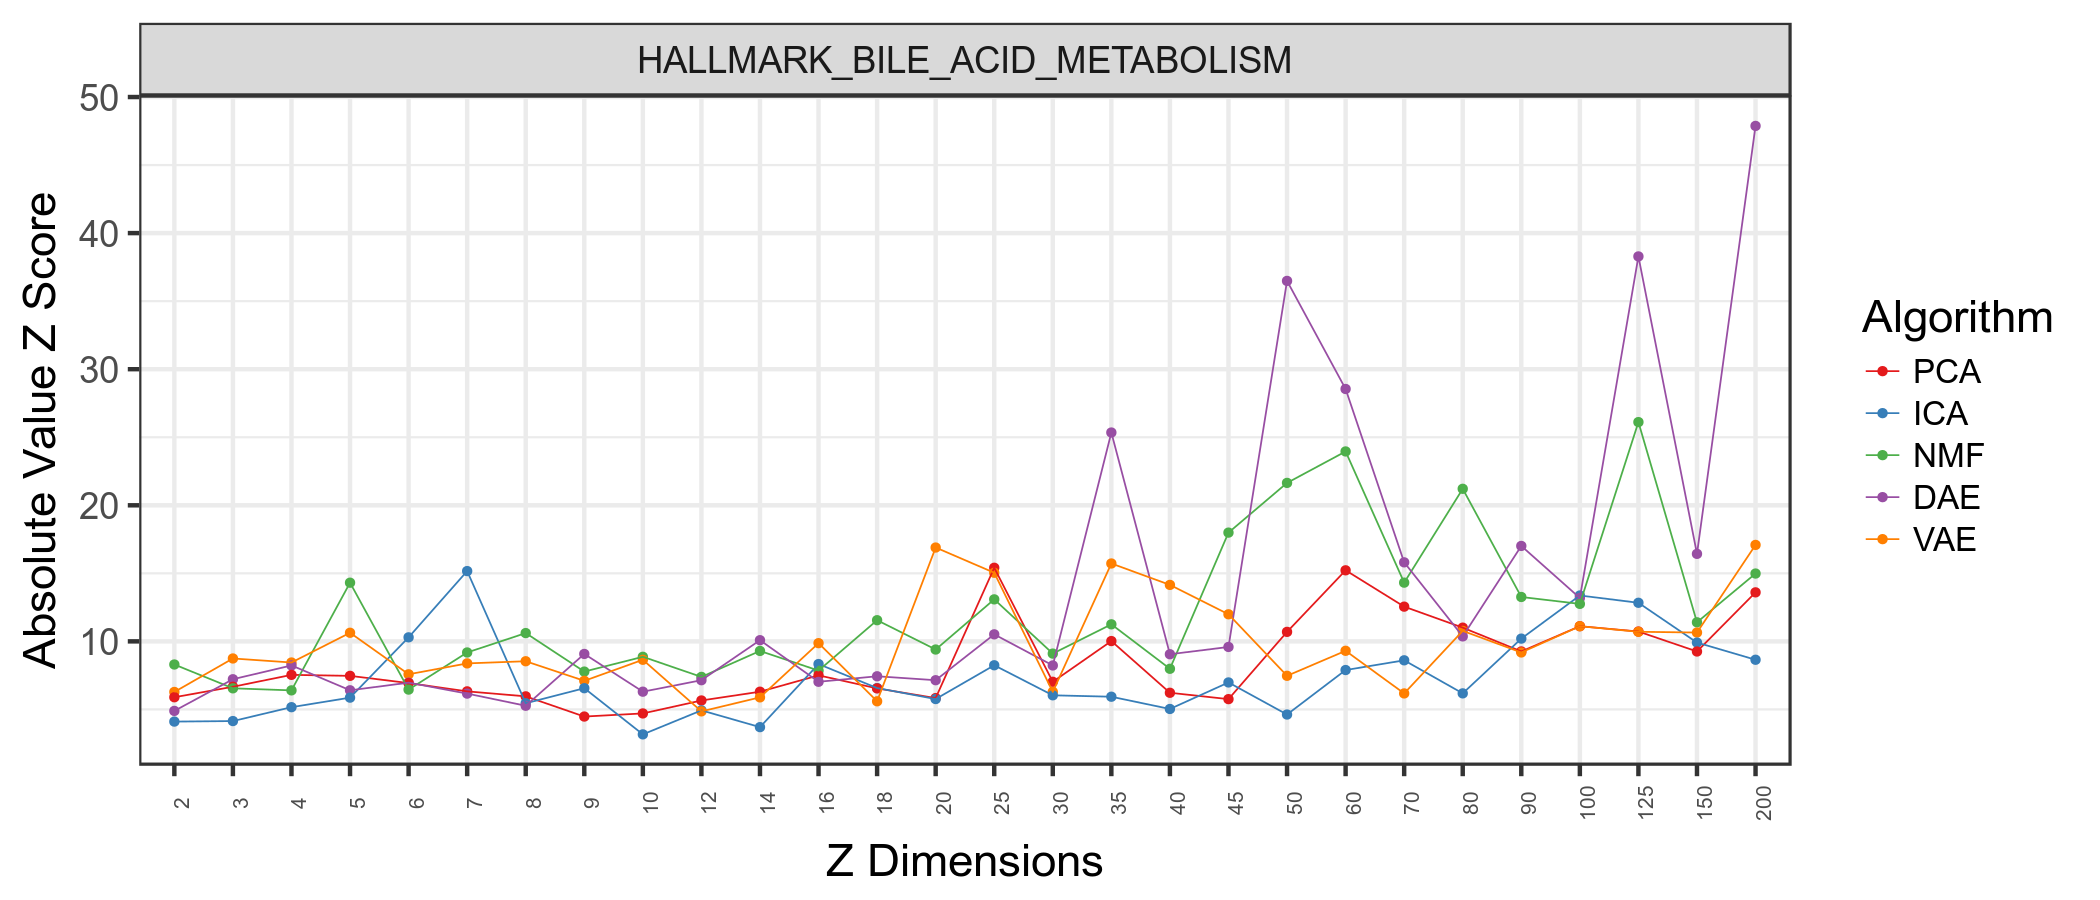 HALLMARK_BILE_ACID_METABOLISM
Absolute Value Z Score
50
40
30
20
10
2 3 4 5 6 7 8 9 10 12 14 16 18 20 25 30 35 40 45 50 60 70 80 90 100 125 150 200
Z Dimensions
Algorithm
PCA
ICA
NMF
DAE
VAE